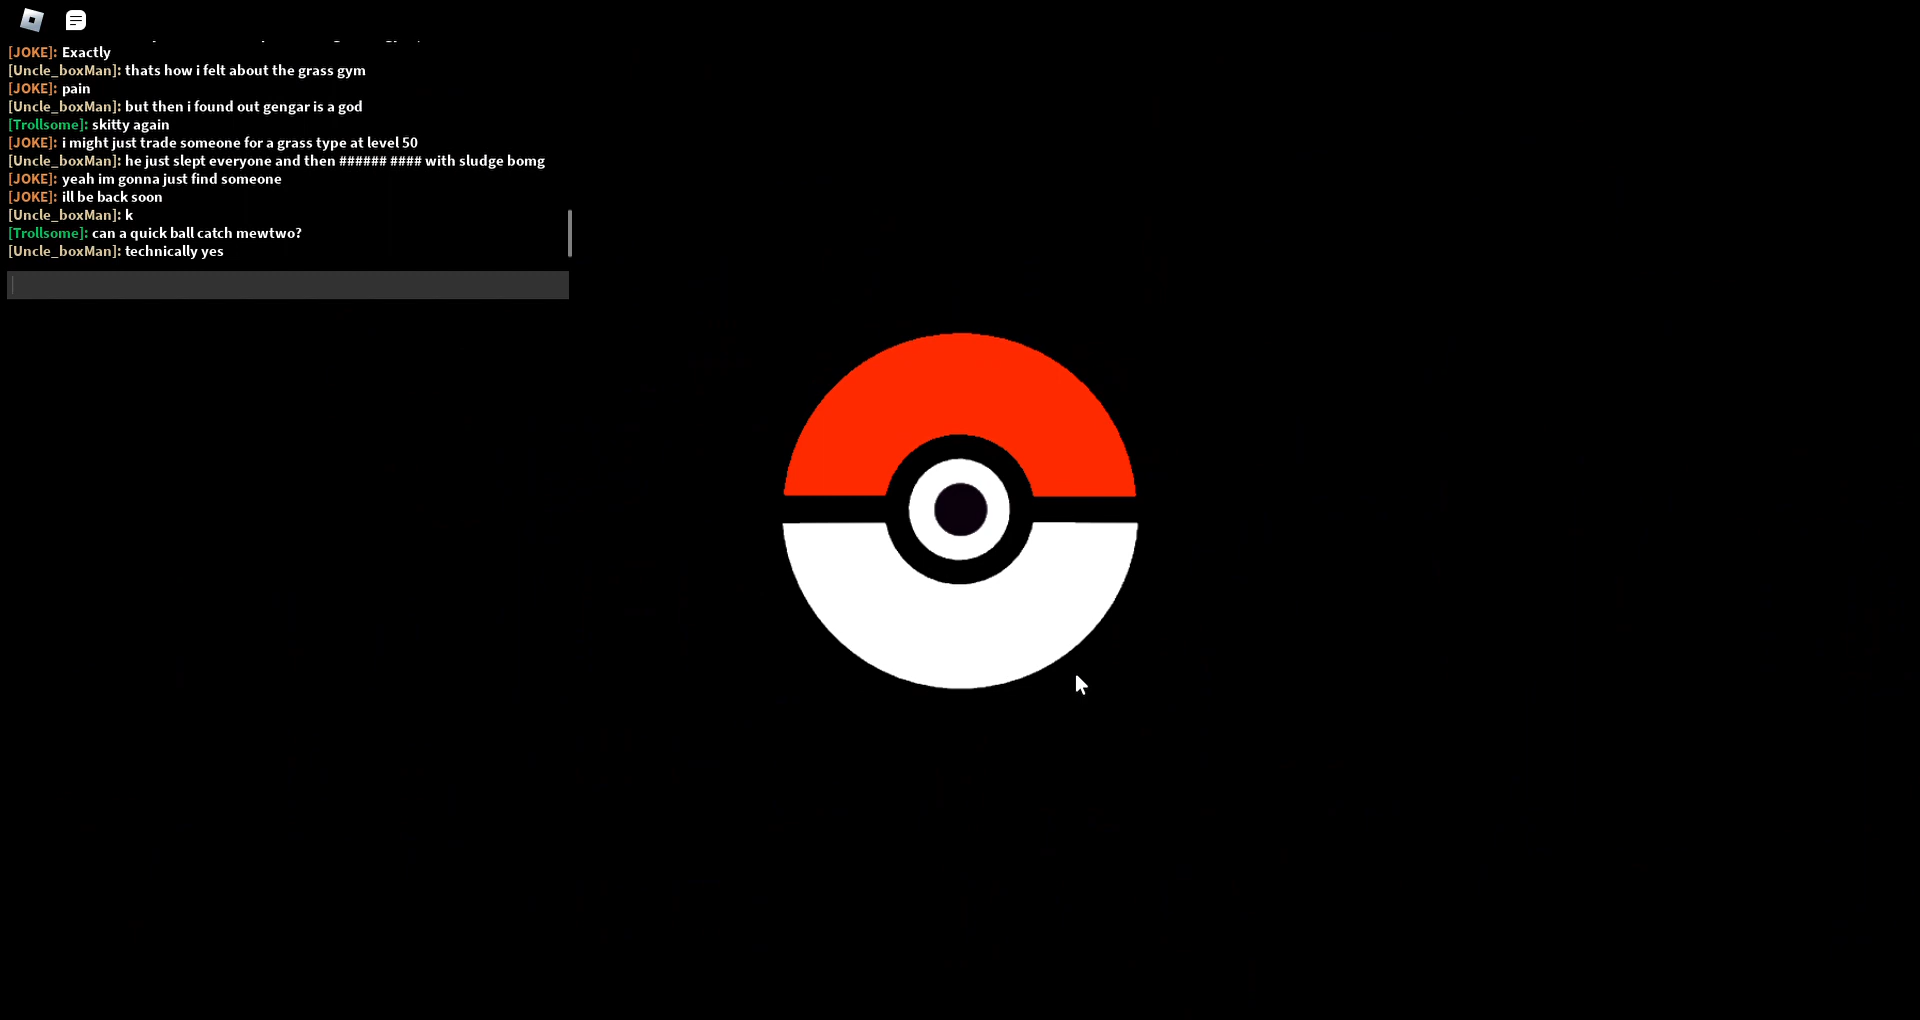 [JOKE]: Exactly
[Uncle_boxMan]: thats how i felt about the grass gym
[JOKE]: pain
[Uncle_boxMan]: but then i found out gengar is a god
[Trollsome]: skitty again
[JOKE]: i might just trade someone for a grass type at level 50
[Uncle_boxMan]: he just slept everyone and then ###### #### with sludge bomg
[JOKE]: yeah im gonna just find someone
[JOKE]: ill be back soon
[Uncle_boxMan]: k
[Trollsome]: can a quick ball catch mewtwo?
[Uncle_boxMan]: technically yes